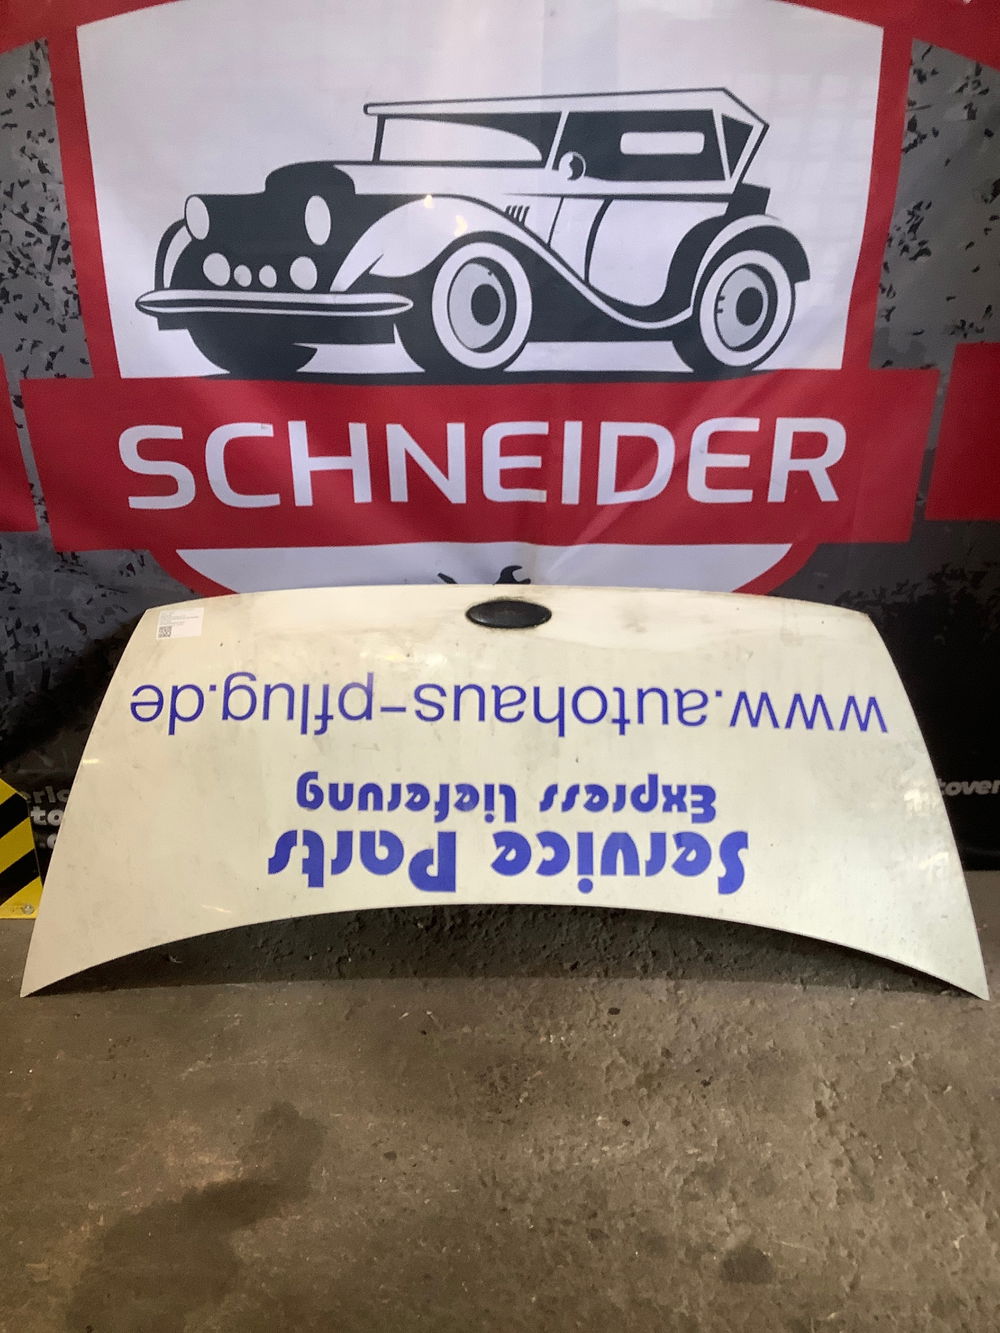 SCHNEIDER
www.autohaus-pflug.de
Express Lieferung
Service Parts